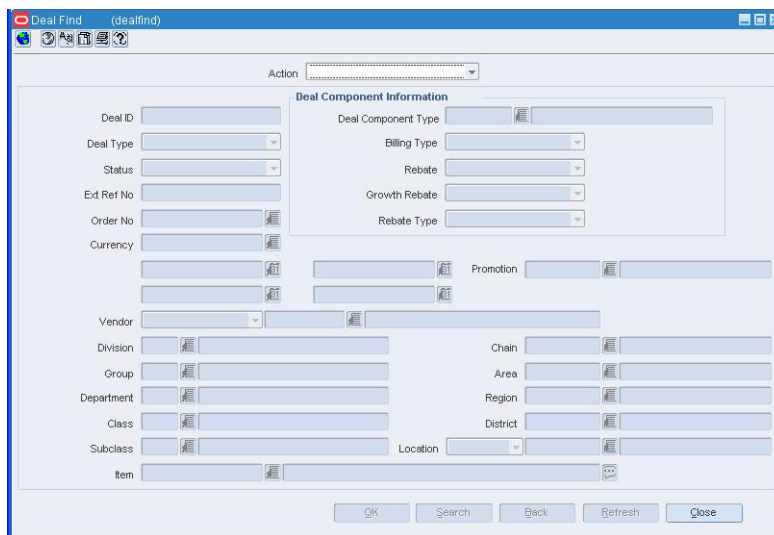 Deal Find (dealfind)
Action
Deal Component Information
Deal ID
Deal Component Type
Deal Type
Billing Type
Status
Rebate
Ext Ref No
Growth Rebate
Order No
Rebate Type
Currency
Promotion
Vendor
Division
Chain
Group
Area
Department
Region
Class
District
Subclass
Location
Item
OK Search Back Refresh Close